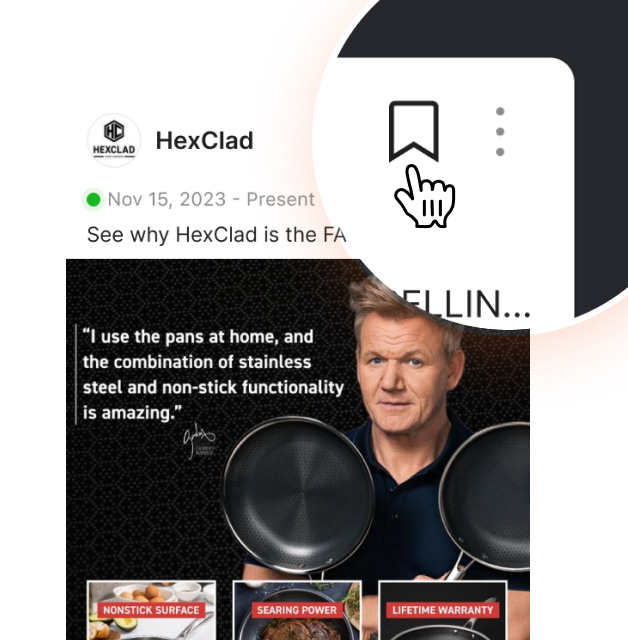 HC
HEXCLAD
HexClad
Nov 15, 2023 - Present
See why HexClad is the FA
ELLIN...
“I use the pans at home, and
the combination of stainless
steel and non-stick functionality
is amazing.”
NONSTICK SURFACE
SEARING POWER
LIFETIME WARRANTY